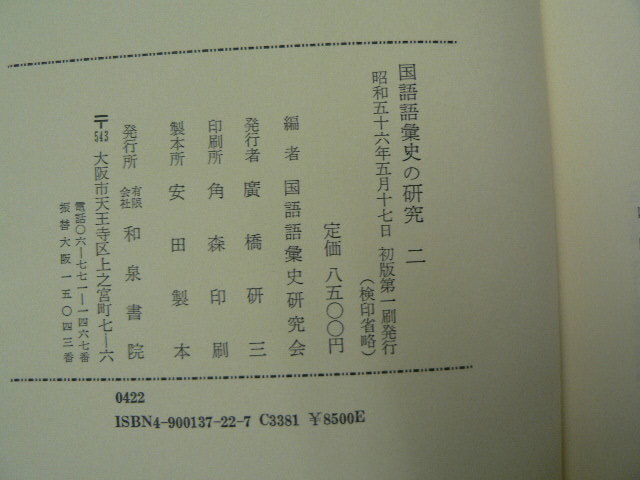 国語語彙史の研究 二
昭和五十六年五月十七日 初版第一刷発行
(検印省略)
定価 八五〇〇円
編者 国語語彙史研究会
発行者 廣橋研三
印刷所 角森印刷
製本所 安田製本
発行所 有限会社 和泉書院
〒543 大阪市天王寺区上之宮町七―六
電話〇六―七七一―一四六七番
振替大阪一五〇四三番
0422
ISBN4-900137-22-7 C3381 ¥8500E